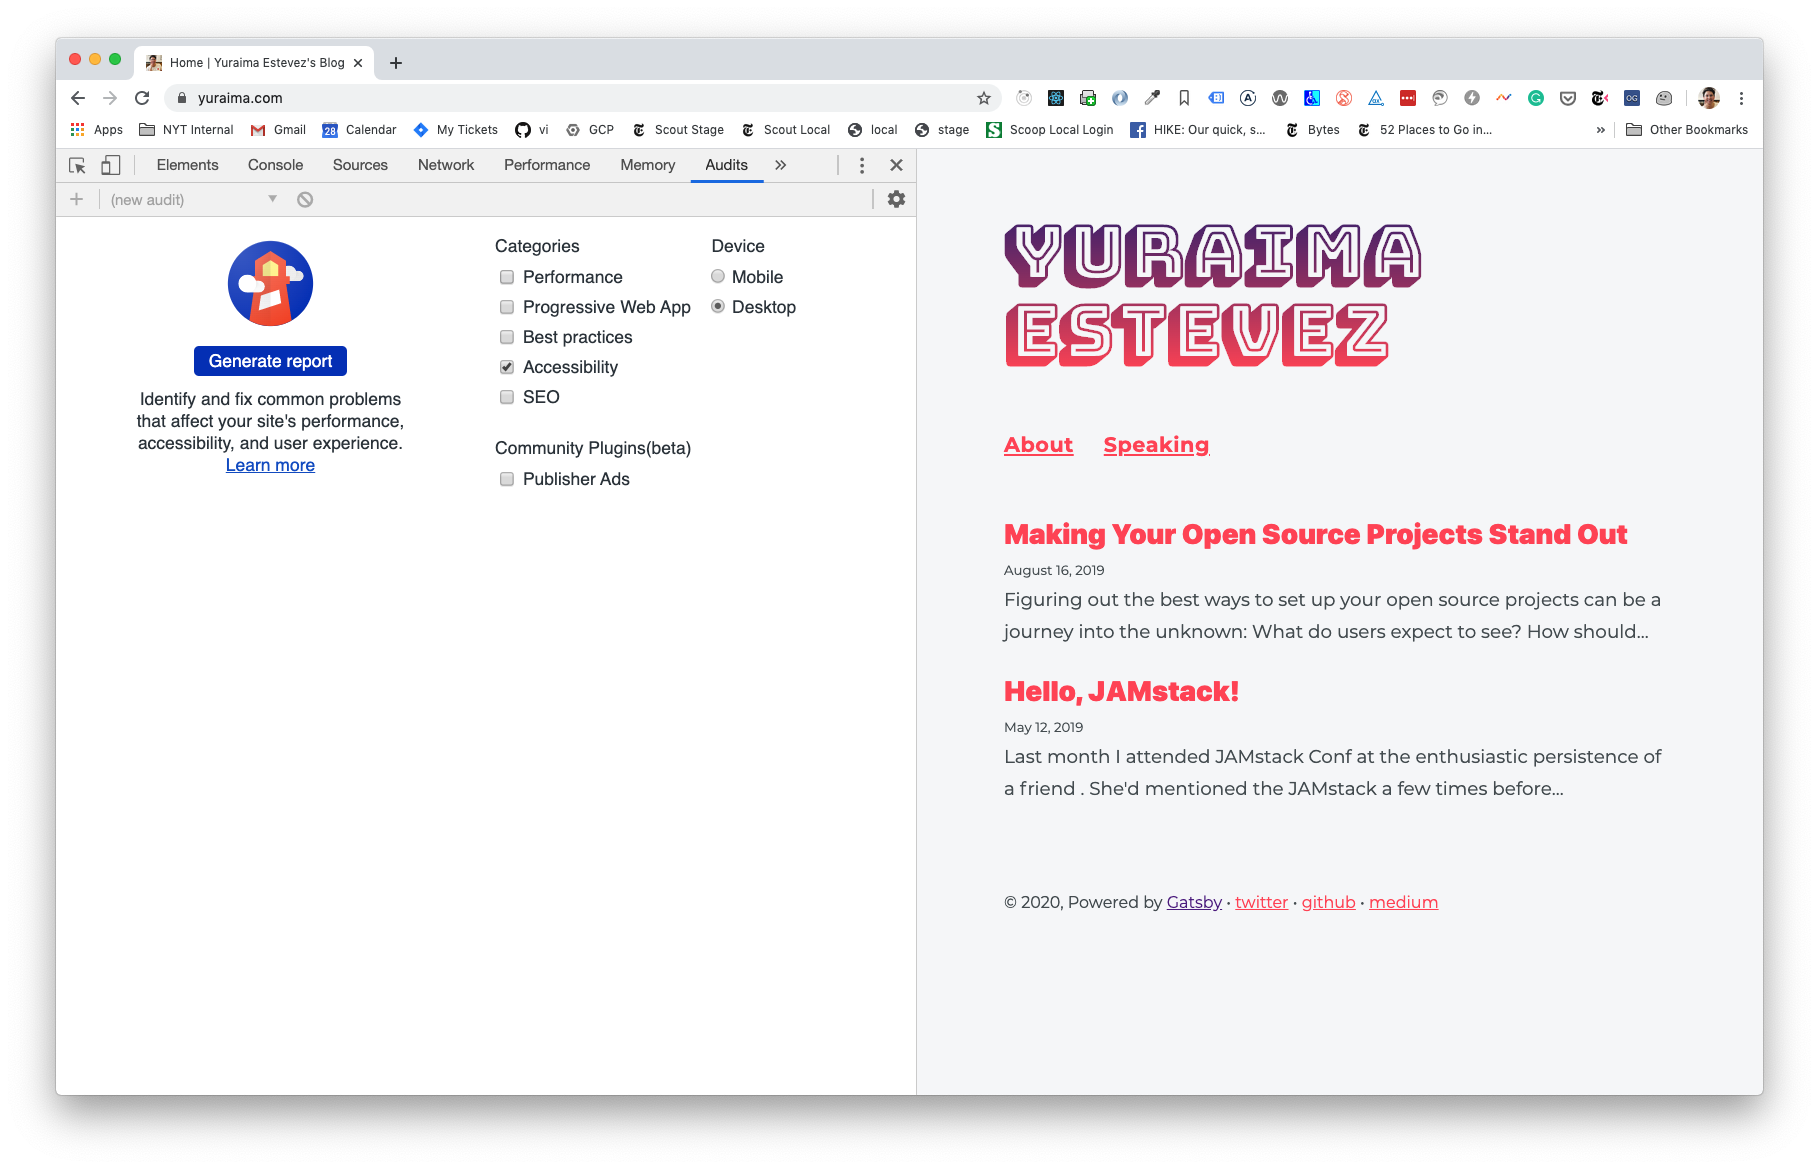 Home | Yuraima Estevez's Blog
yuraima.com
Apps NYT Internal Gmail 28 Calendar My Tickets vi GCP Scout Stage Scout Local local stage Scoop Local Login HIKE: Our quick, s... Bytes 52 Places to Go in... » Other Bookmarks
Elements Console Sources Network Performance Memory Audits »
(new audit)
Generate report
Identify and fix common problems
that affect your site's performance,
accessibility, and user experience.
Learn more
Categories
Performance
Progressive Web App
Best practices
Accessibility
SEO
Community Plugins(beta)
Publisher Ads
Device
Mobile
Desktop
YURAIMA
ESTEVEZ
About Speaking
Making Your Open Source Projects Stand Out
August 16, 2019
Figuring out the best ways to set up your open source projects can be a
journey into the unknown: What do users expect to see? How should…
Hello, JAMstack!
May 12, 2019
Last month I attended JAMstack Conf at the enthusiastic persistence of
a friend . She'd mentioned the JAMstack a few times before…
© 2020, Powered by Gatsby • twitter • github • medium